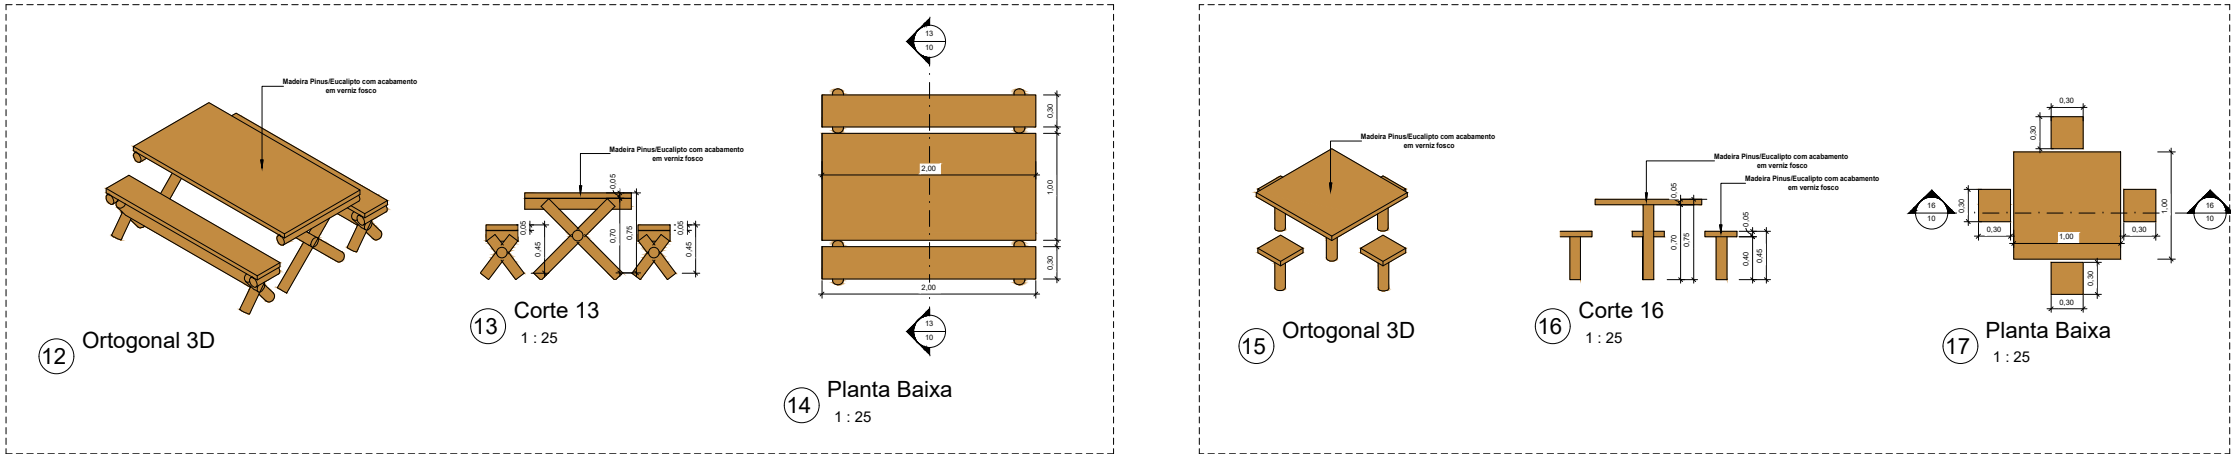 Madeira Pinus/Eucalipto com acabamento
em verniz fosco
12
Ortogonal 3D
Madeira Pinus/Eucalipto com acabamento
em verniz fosco
0,05
0,05
0,45
0,70
0,75
0,05
0,45
13
Corte 13
1 : 25
13
10
0,30
2,00
1,00
0,30
2,00
13
10
14
Planta Baixa
1 : 25
Madeira Pinus/Eucalipto com acabamento
em verniz fosco
15
Ortogonal 3D
Madeira Pinus/Eucalipto com acabamento
em verniz fosco
Madeira Pinus/Eucalipto com acabamento
em verniz fosco
0,05
0,70
0,75
0,05
0,40
0,45
16
Corte 16
1 : 25
0,30
0,30
16
10
0,30
0,30
1,00
1,00
0,30
16
10
0,30
0,30
17
Planta Baixa
1 : 25